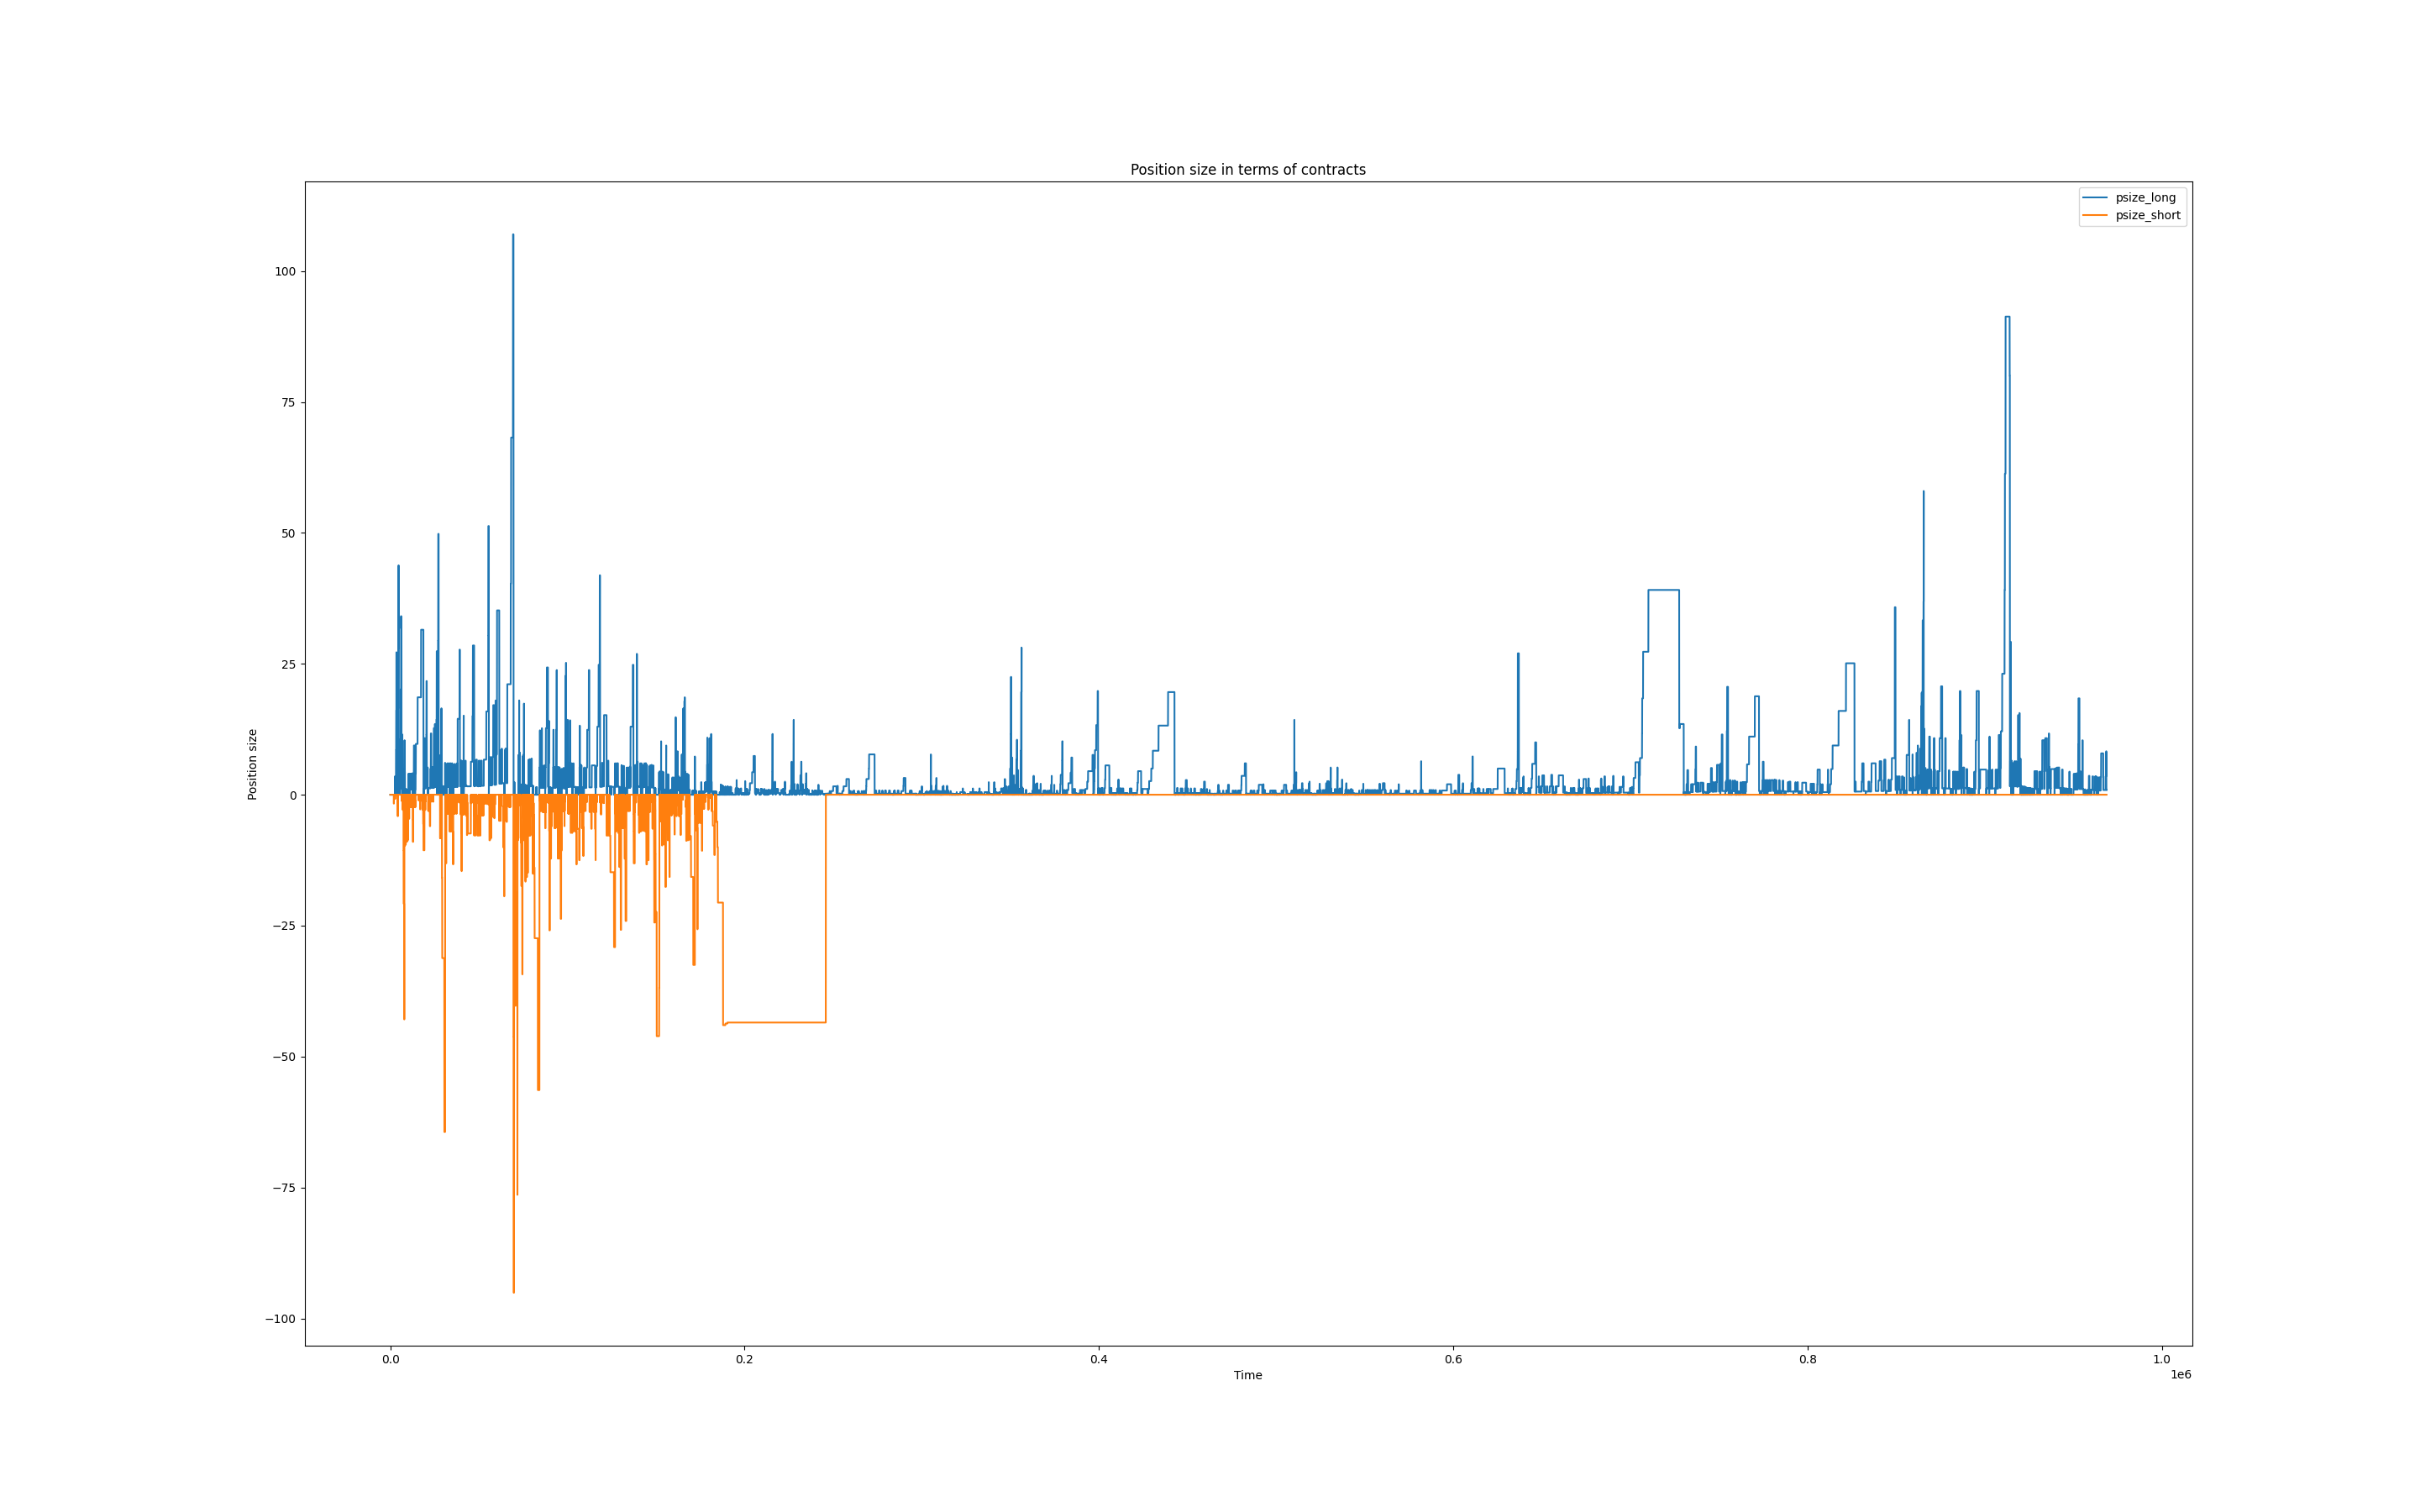 Position size in terms of contracts
psize_long
psize_short
Position size
100
75
50
25
0
−25
−50
−75
−100
0.0
0.2
0.4
0.6
0.8
1.0
1e6
Time